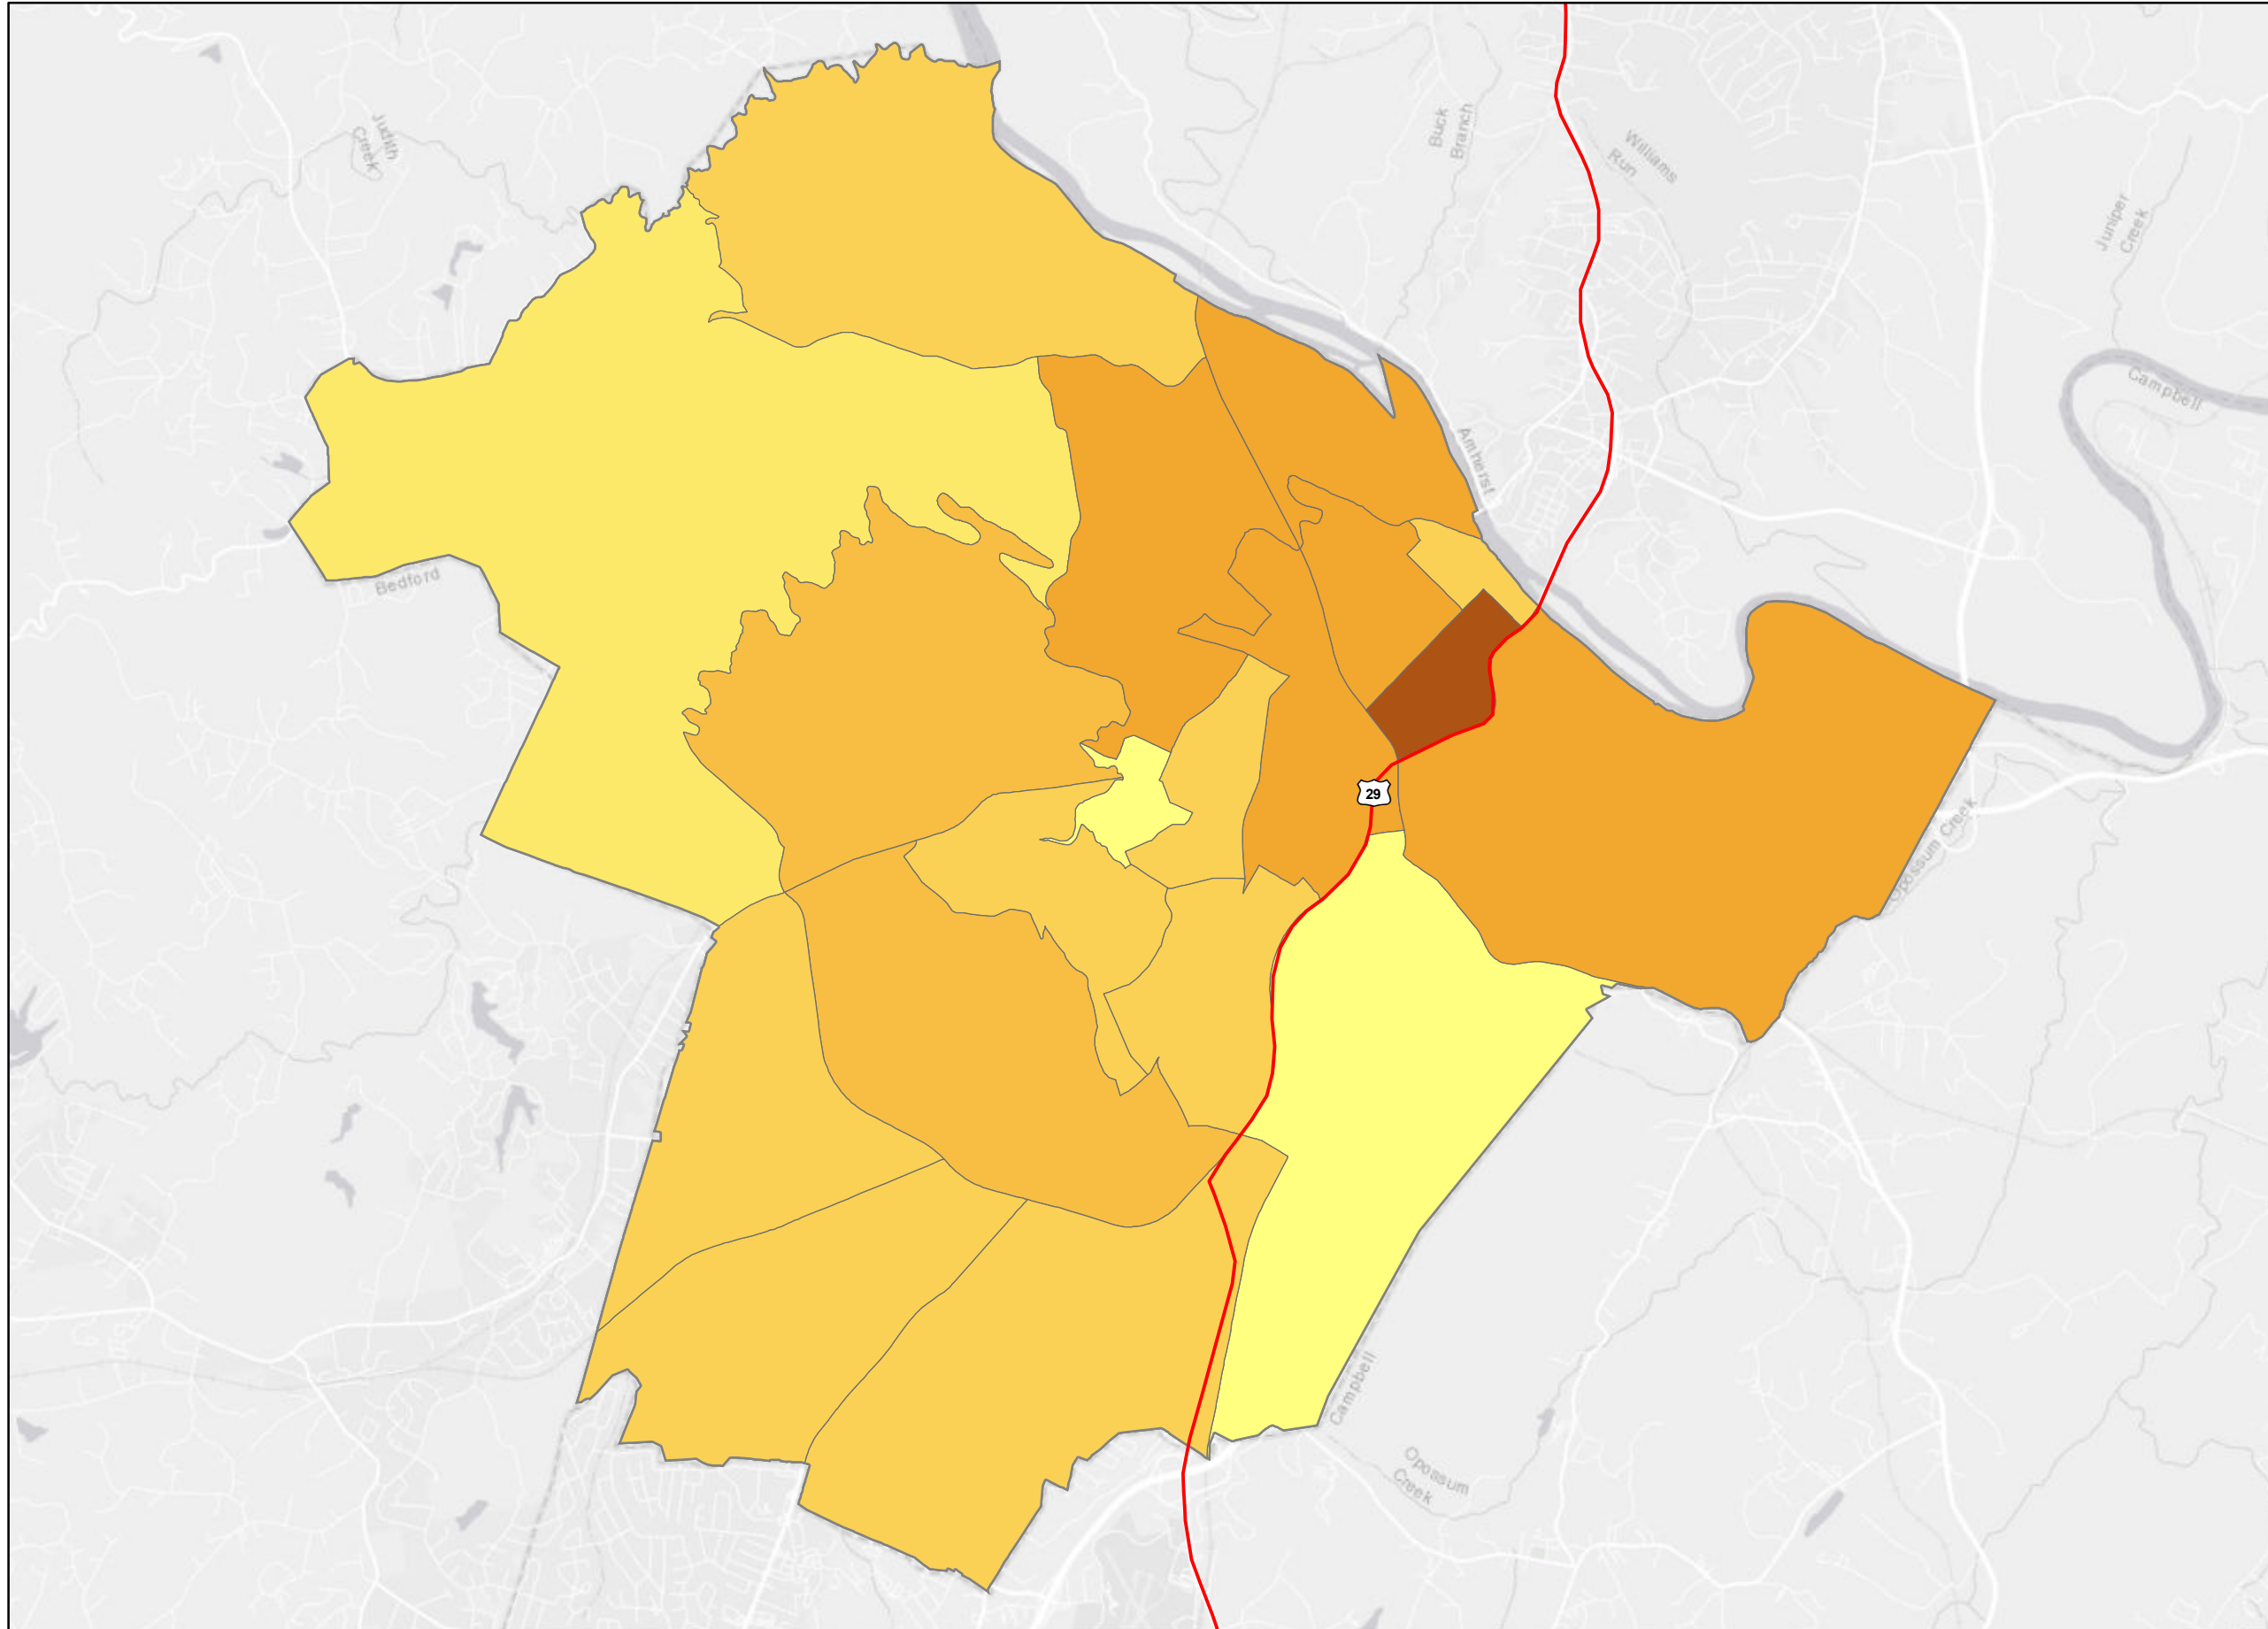 Judith
Creek
Buck
Branch
Williams
Run
Juniper
Creek
Campbell
Amherst
Bedford
29
Opossum Creek
Campbell
Opossum
Creek